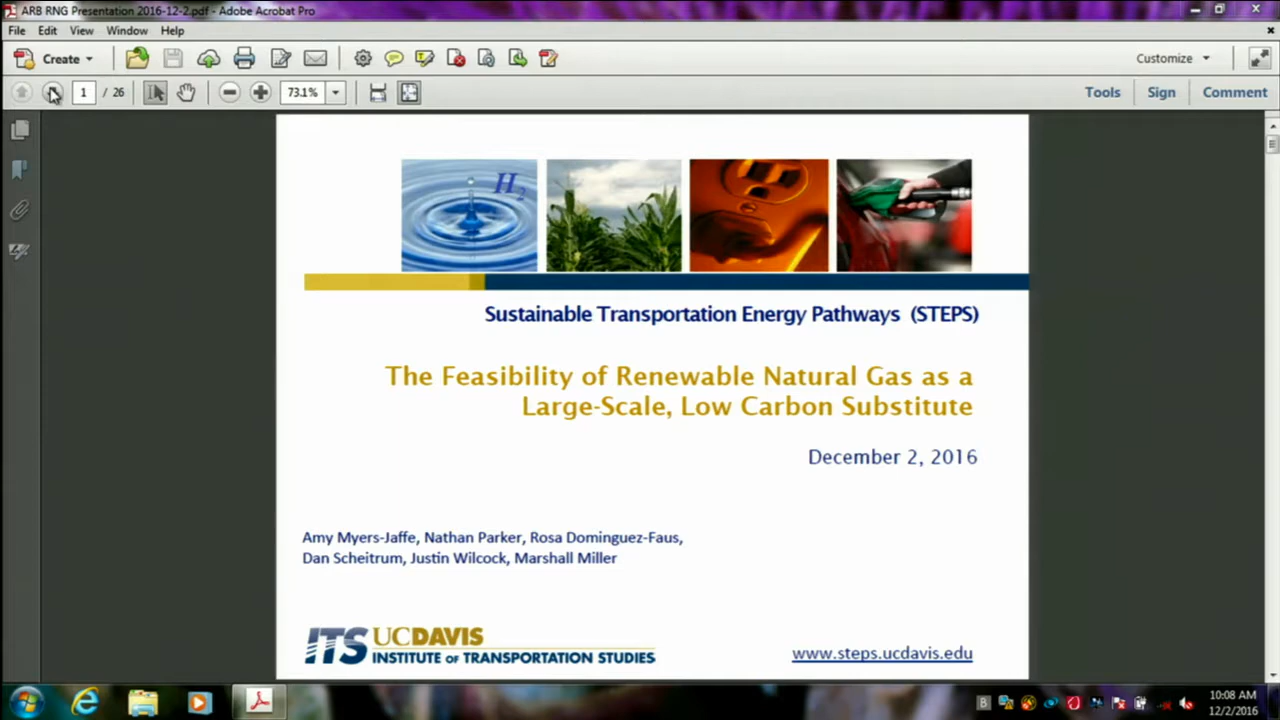 ARB RNG Presentation 2016-12-2.pdf - Adobe Acrobat Pro
File Edit View Window Help
Create
Customize
1 / 26
73.1%
Tools Sign Comment
H2
Sustainable Transportation Energy Pathways (STEPS)
The Feasibility of Renewable Natural Gas as a
Large-Scale, Low Carbon Substitute
December 2, 2016
Amy Myers-Jaffe, Nathan Parker, Rosa Dominguez-Faus,
Dan Scheitrum, Justin Wilcock, Marshall Miller
ITS UCDAVIS
INSTITUTE OF TRANSPORTATION STUDIES
www.steps.ucdavis.edu
10:08 AM
12/2/2016